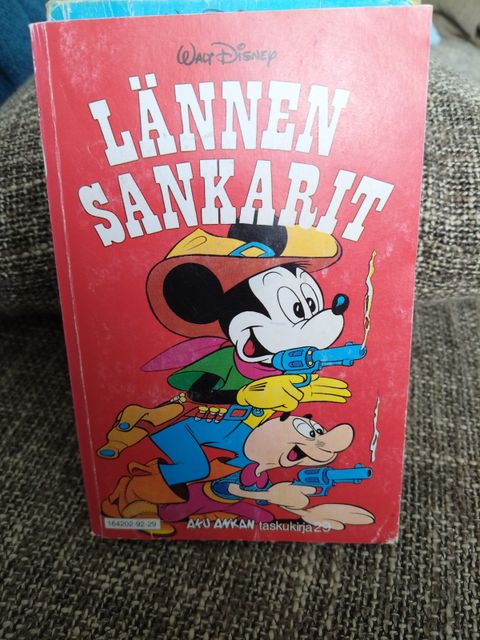 WALT DISNEY
LÄNNEN
SANKARIT
AKU ANKAN taskukirja 29
164202-92-29